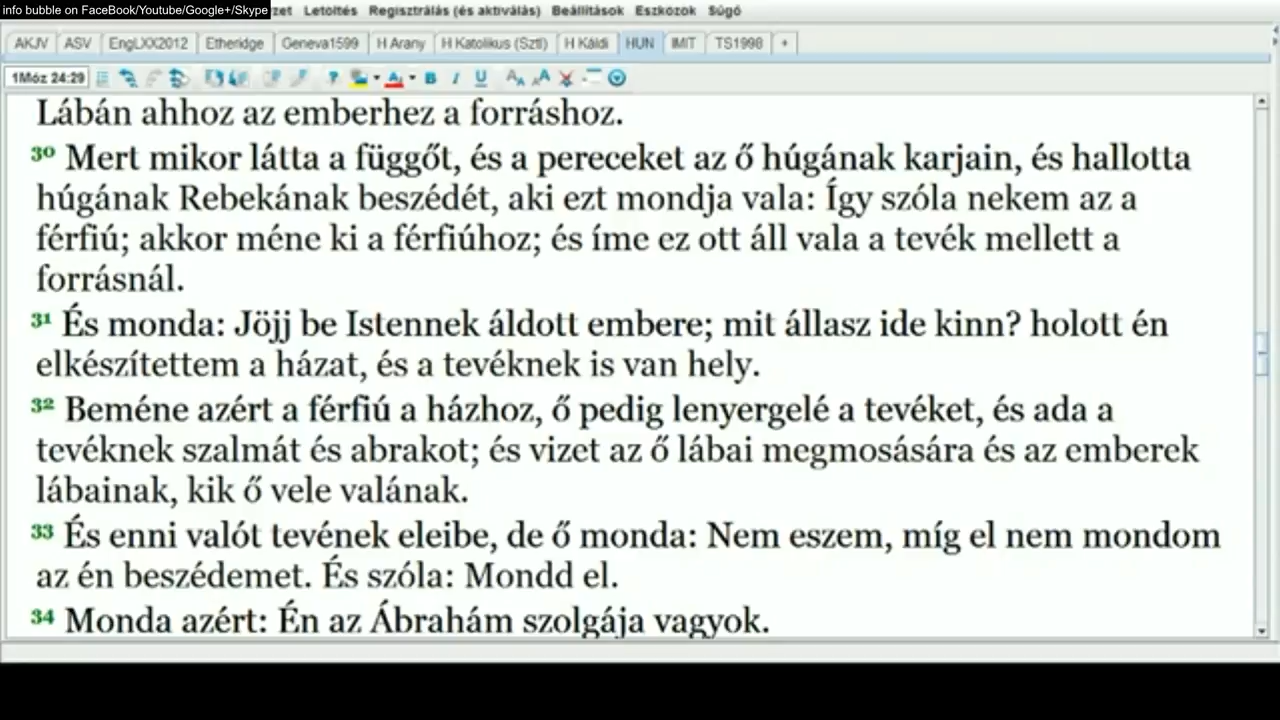 info bubble on FaceBook/Youtube/Google+/Skype zet Letöltés Regisztrálás (és aktiválás) Beállítások Eszközök Súgó
AKJV ASV EngLXX2012 Etheridge Geneva1599 H Arany H Katolikus (SztI) H Káldi HUN IMIT TS1998 +
1Móz 24:29
Lábán ahhoz az emberhez a forráshoz.
30 Mert mikor látta a függőt, és a pereceket az ő húgának karjain, és hallotta
húgának Rebekának beszédét, aki ezt mondja vala: Így szóla nekem az a
férfiú; akkor méne ki a férfiúhoz; és íme ez ott áll vala a tevék mellett a
forrásnál.
31 És monda: Jöjj be Istennek áldott embere; mit állasz ide kinn? holott én
elkészítettem a házat, és a tevéknek is van hely.
32 Beméne azért a férfiú a házhoz, ő pedig lenyergelé a tevéket, és ada a
tevéknek szalmát és abrakot; és vizet az ő lábai megmosására és az emberek
lábainak, kik ő vele valának.
33 És enni valót tevének eleibe, de ő monda: Nem eszem, míg el nem mondom
az én beszédemet. És szóla: Mondd el.
34 Monda azért: Én az Ábrahám szolgája vagyok.